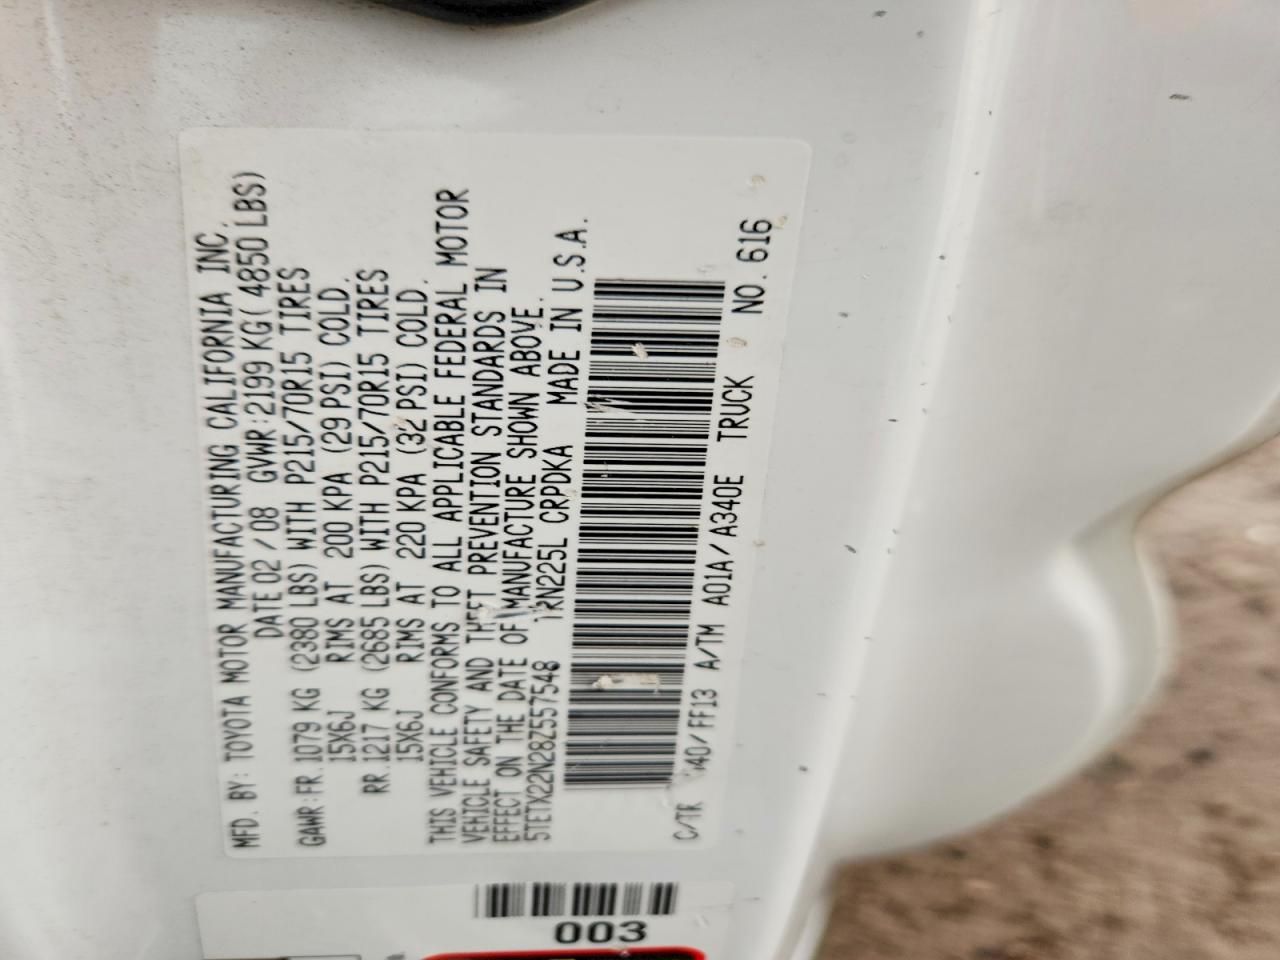 MFD. BY: TOYOTA MOTOR MANUFACTURING CALIFORNIA INC.
DATE 02 / 08 GVWR: 2199 KG( 4850 LBS)
GAWR: FR. 1079 KG (2380 LBS) WITH P215/70R15 TIRES
15X6J RIMS AT 200 KPA (29 PSI) COLD.
RR. 1217 KG (2685 LBS) WITH P215/70R15 TIRES
15X6J RIMS AT 220 KPA (32 PSI) COLD.
THIS VEHICLE CONFORMS TO ALL APPLICABLE FEDERAL MOTOR
VEHICLE SAFETY AND THEFT PREVENTION STANDARDS IN
EFFECT ON THE DATE OF MANUFACTURE SHOWN ABOVE.
5TETX22N28Z557548 TRN225L CRPDKA MADE IN U.S.A.
C/TR 040/FF13 A/TM A01A/A340E TRUCK NO. 616
003